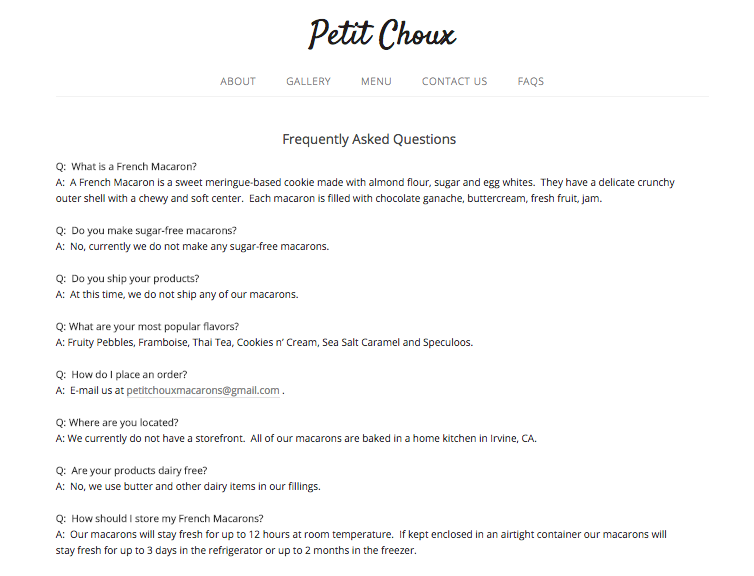 Petit Choux
ABOUT GALLERY MENU CONTACT US FAQS
Frequently Asked Questions
Q:  What is a French Macaron?
A:  A French Macaron is a sweet meringue-based cookie made with almond flour, sugar and egg whites.  They have a delicate crunchy
outer shell with a chewy and soft center.  Each macaron is filled with chocolate ganache, buttercream, fresh fruit, jam.
Q:  Do you make sugar-free macarons?
A:  No, currently we do not make any sugar-free macarons.
Q:  Do you ship your products?
A:  At this time, we do not ship any of our macarons.
Q: What are your most popular flavors?
A: Fruity Pebbles, Framboise, Thai Tea, Cookies n’ Cream, Sea Salt Caramel and Speculoos.
Q:  How do I place an order?
A:  E-mail us at petitchouxmacarons@gmail.com .
Q: Where are you located?
A: We currently do not have a storefront.  All of our macarons are baked in a home kitchen in Irvine, CA.
Q:  Are your products dairy free?
A:  No, we use butter and other dairy items in our fillings.
Q:  How should I store my French Macarons?
A:  Our macarons will stay fresh for up to 12 hours at room temperature.  If kept enclosed in an airtight container our macarons will
stay fresh for up to 3 days in the refrigerator or up to 2 months in the freezer.